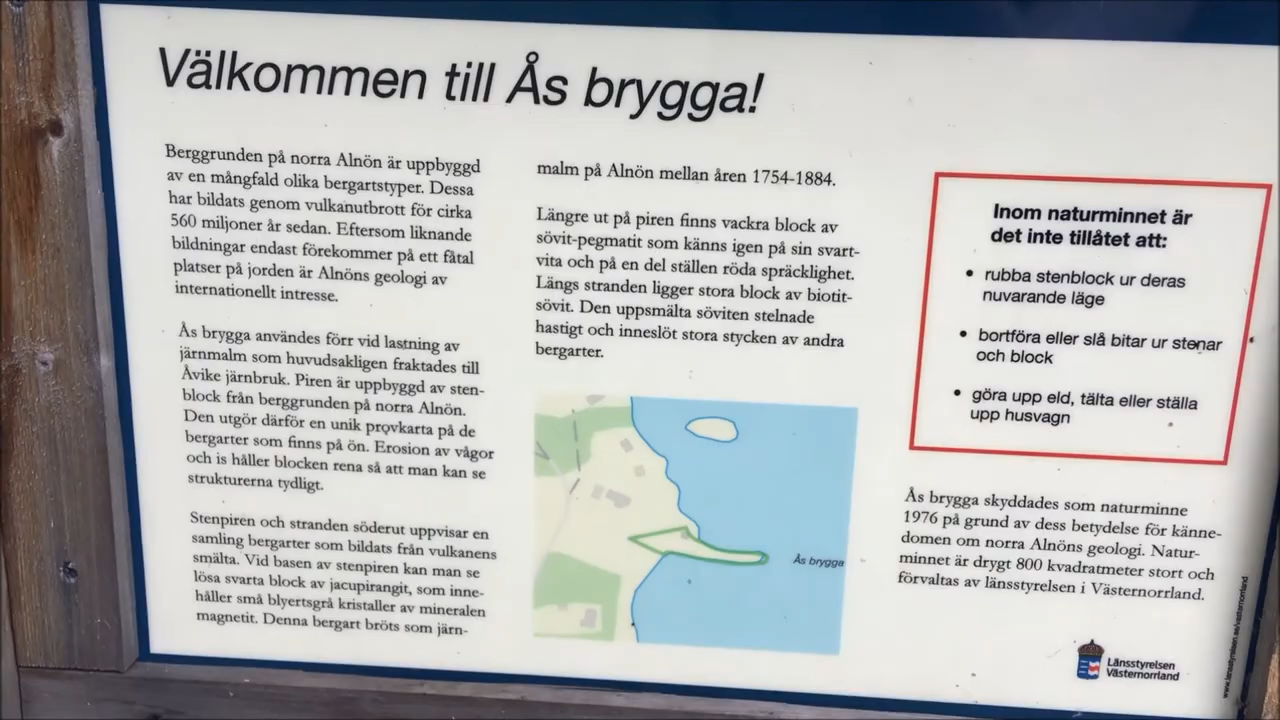 Välkommen till Ås brygga!
Berggrunden på norra Alnön är uppbyggd
av en mångfald olika bergartstyper. Dessa
har bildats genom vulkanutbrott för cirka
560 miljoner år sedan. Eftersom liknande
bildningar endast förekommer på ett fåtal
platser på jorden är Alnöns geologi av
internationellt intresse.
Ås brygga användes förr vid lastning av
järnmalm som huvudsakligen fraktades till
Åvike järnbruk. Piren är uppbyggd av sten-
block från berggrunden på norra Alnön.
Den utgör därför en unik provkarta på de
bergarter som finns på ön. Erosion av vågor
och is håller blocken rena så att man kan se
strukturerna tydligt.
Stenpiren och stranden söderut uppvisar en
samling bergarter som bildats från vulkanens
smälta. Vid basen av stenpiren kan man se
lösa svarta block av jacupirangit, som inne-
håller små blyertsgrå kristaller av mineralen
magnetit. Denna bergart bröts som järn-
malm på Alnön mellan åren 1754-1884.
Längre ut på piren finns vackra block av
sövit-pegmatit som känns igen på sin svart-
vita och på en del ställen röda spräcklighet.
Längs stranden ligger stora block av biotit-
sövit. Den uppsmälta söviten stelnade
hastigt och inneslöt stora stycken av andra
bergarter.
Ås brygga
Inom naturminnet är
det inte tillåtet att:
• rubba stenblock ur deras
nuvarande läge
• bortföra eller slå bitar ur stenar
och block
• göra upp eld, tälta eller ställa
upp husvagn
Ås brygga skyddades som naturminne
1976 på grund av dess betydelse för känne-
domen om norra Alnöns geologi. Natur-
minnet är drygt 800 kvadratmeter stort och
förvaltas av länsstyrelsen i Västernorrland.
Länsstyrelsen
Västernorrland
www.lansstyrelsen.se/vasternorrland